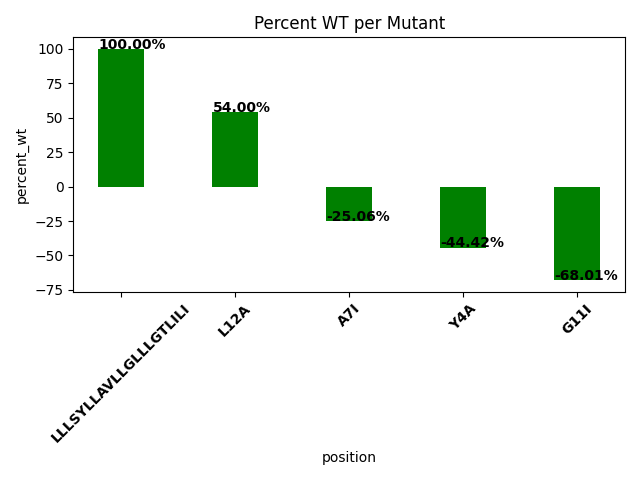 Percent WT per Mutant
percent_wt
100
75
50
25
0
−25
−50
−75
100.00%
54.00%
-25.06%
-44.42%
-68.01%
LLLSYLLAVLLGLLLGTLILI
L12A
A7I
Y4A
G11I
position